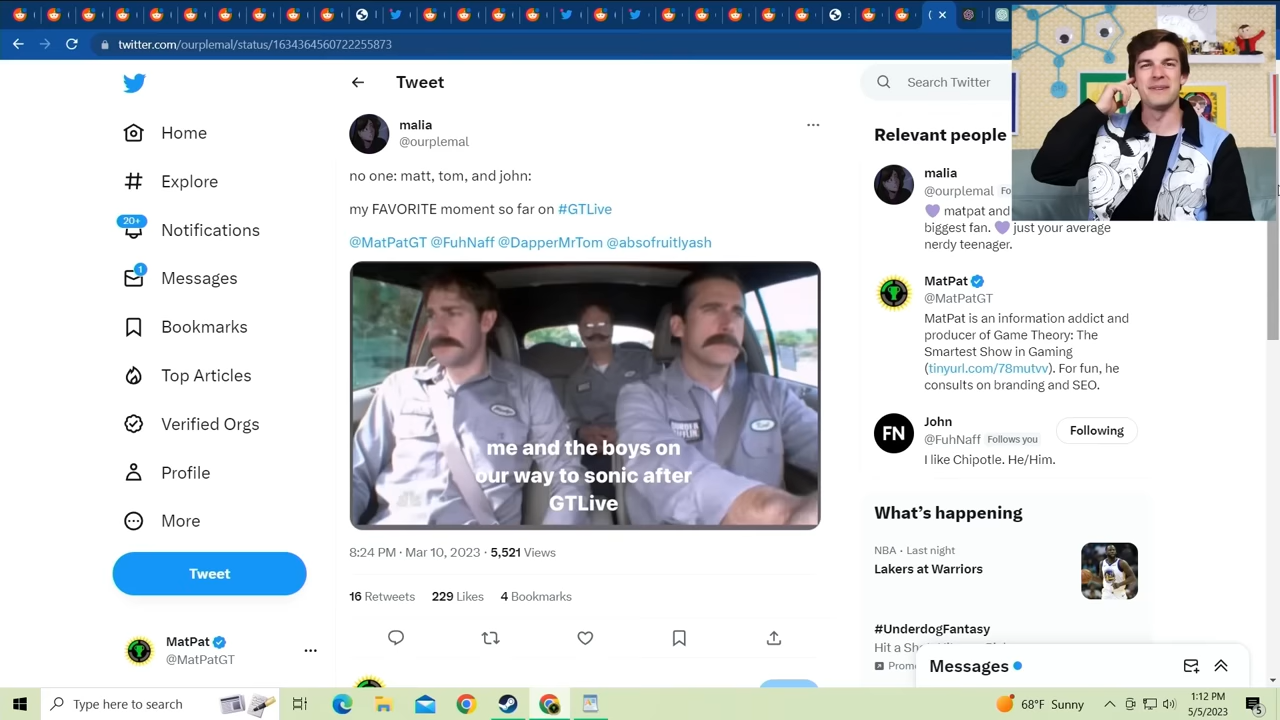 twitter.com/ourplemal/status/1634364560722255873
Tweet
Search Twitter
Home
Explore
20+
Notifications
1
Messages
Bookmarks
Top Articles
Verified Orgs
Profile
More
Tweet
MatPat
@MatPatGT
malia
@ourplemal
no one: matt, tom, and john:
my FAVORITE moment so far on #GTLive
@MatPatGT @FuhNaff @DapperMrTom @absofruitlyash
me and the boys on
our way to sonic after
GTLive
8:24 PM · Mar 10, 2023 · 5,521 Views
16 Retweets 229 Likes 4 Bookmarks
Relevant people
malia
@ourplemal
💜 matpat and
biggest fan. 💜 just your average
nerdy teenager.
MatPat
@MatPatGT
MatPat is an information addict and
producer of Game Theory: The
Smartest Show in Gaming
(tinyurl.com/78mutvv). For fun, he
consults on branding and SEO.
FN
John
@FuhNaff Follows you
Following
I like Chipotle. He/Him.
What's happening
NBA · Last night
Lakers at Warriors
#UnderdogFantasy
Hit a
Messages
Type here to search
68°F Sunny
1:12 PM
5/5/2023
5